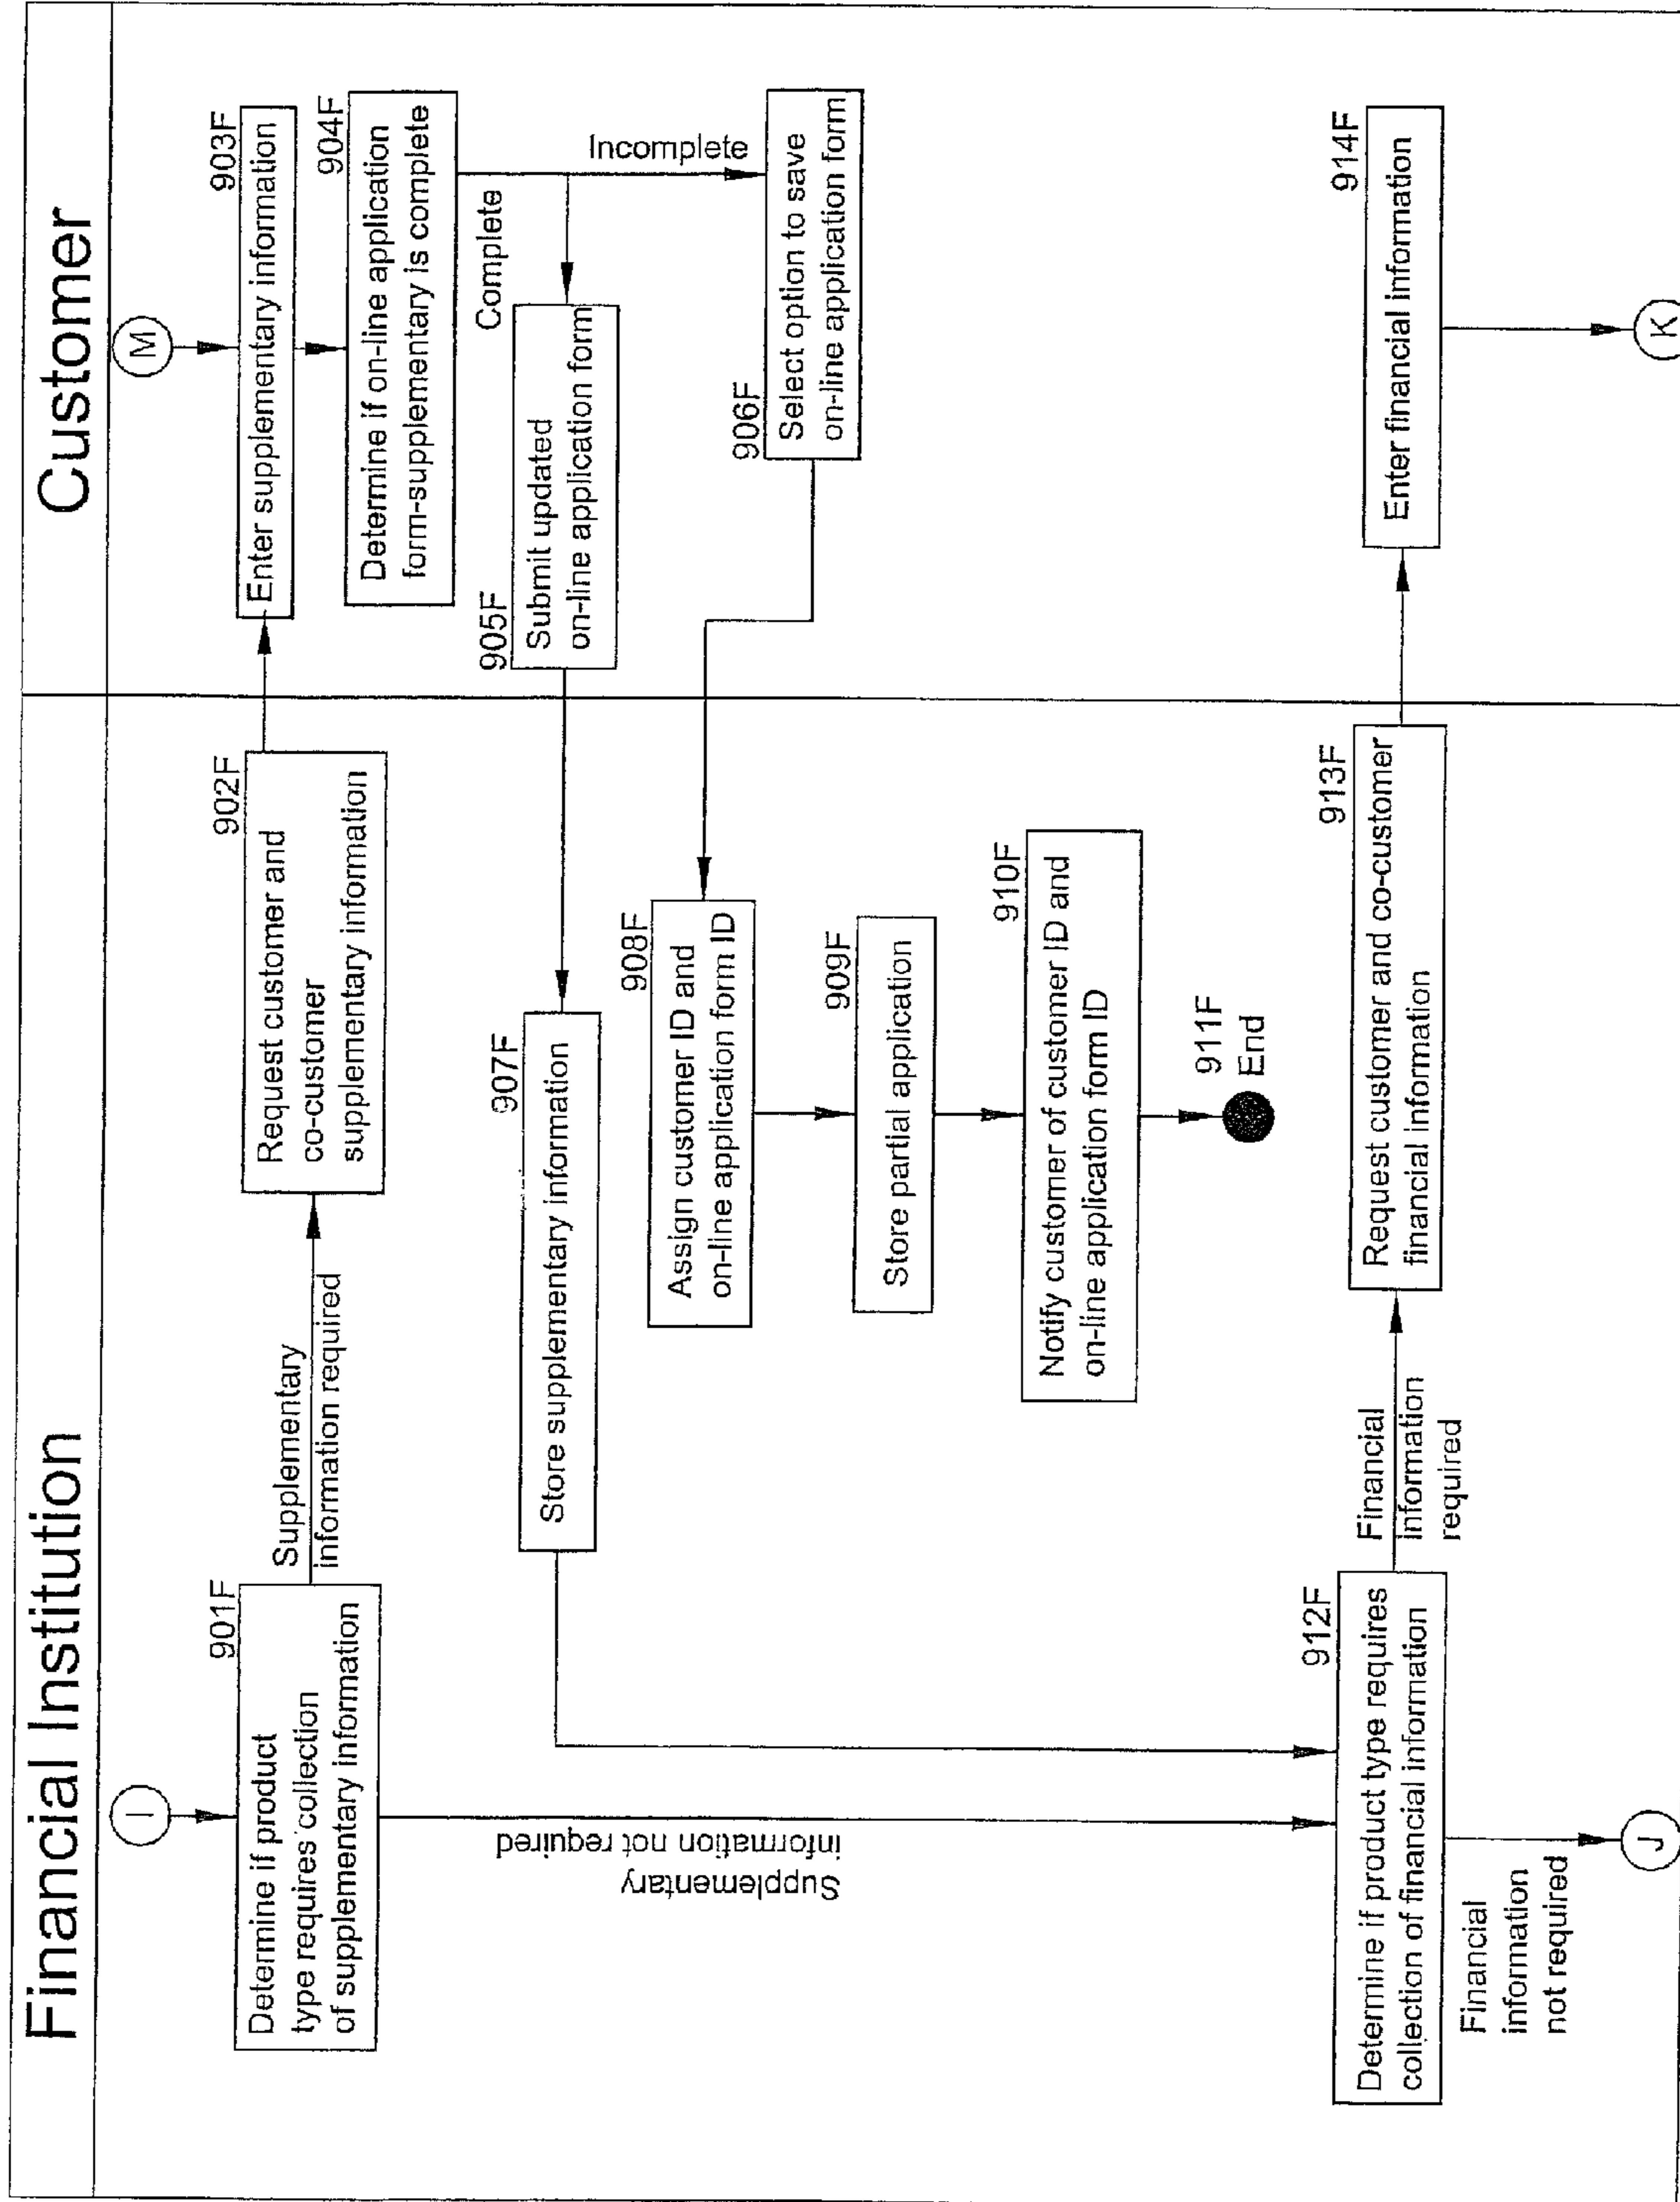 Financial Institution
Customer
I
M
901F
Determine if product
type requires collection
of supplementary information
Supplementary
information required
902F
Request customer and
co-customer
supplementary information
903F
Enter supplementary information
904F
Determine if on-line application
form-supplementary is complete
Complete
Incomplete
905F
Submit updated
on-line application form
906F
Select option to save
on-line application form
907F
Store supplementary information
Supplementary
information not required
908F
Assign customer ID and
on-line application form ID
909F
Store partial application
910F
Notify customer of customer ID and
on-line application form ID
911F
End
912F
Determine if product type requires
collection of financial information
Financial
information
required
913F
Request customer and co-customer
financial information
914F
Enter financial information
Financial
information
not required
J
K